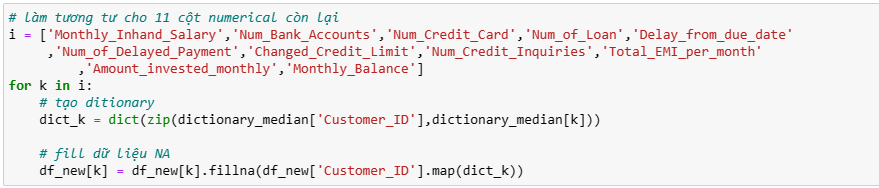 # làm tương tư cho 11 cột numerical còn lại
i = ['Monthly_Inhand_Salary','Num_Bank_Accounts','Num_Credit_Card','Num_of_Loan','Delay_from_due_date'
,'Num_of_Delayed_Payment','Changed_Credit_Limit','Num_Credit_Inquiries','Total_EMI_per_month'
,'Amount_invested_monthly','Monthly_Balance']
for k in i:
# tạo ditionary
dict_k = dict(zip(dictionary_median['Customer_ID'],dictionary_median[k]))
# fill dữ liệu NA
df_new[k] = df_new[k].fillna(df_new['Customer_ID'].map(dict_k))